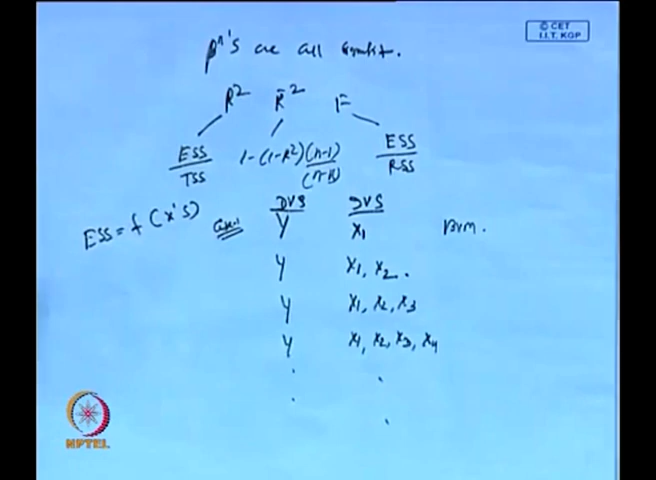 © CET
I.I.T. KGP
β^'s are all
R² R̄² F
ESS/TSS 1-(1-R²)(n-1)/(n-k) ESS/RSS
ESS = f (x's)
DVS IVS
Y X1 BVM.
Y X1, X2.
Y X1, X2, X3
Y X1, X2, X3, X4
NPTEL